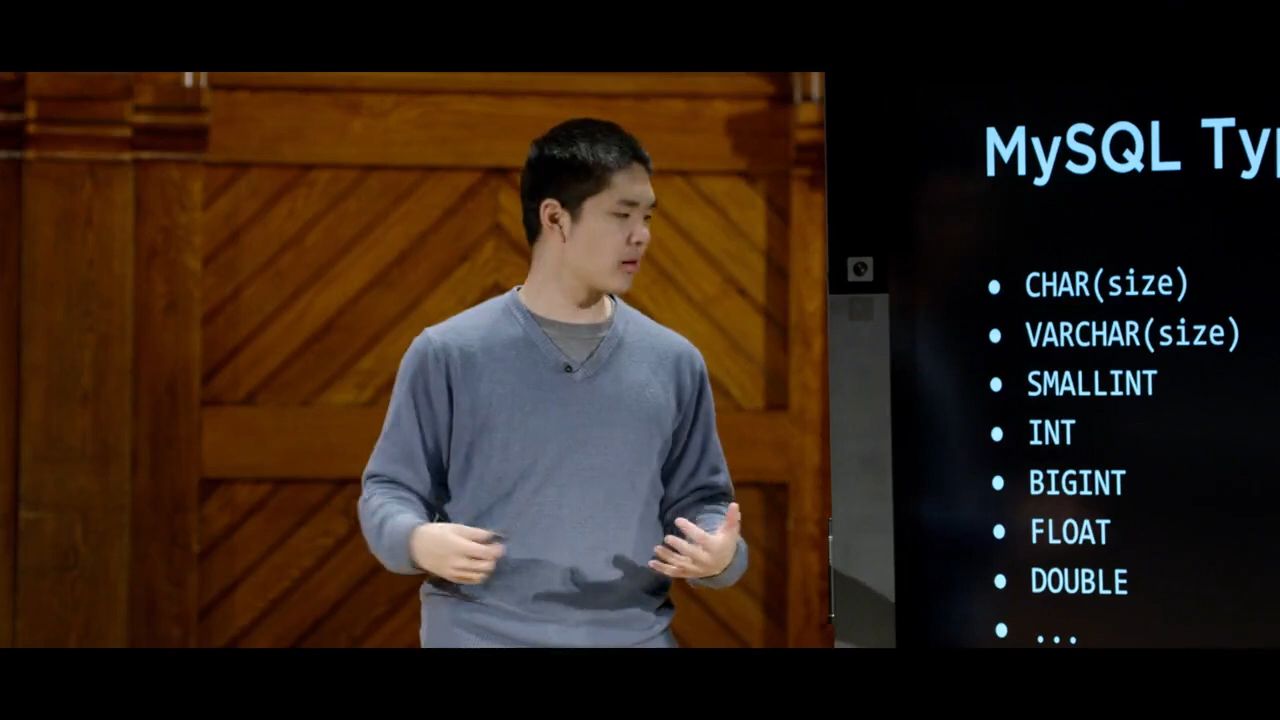 MySQL Typ
• CHAR(size)
• VARCHAR(size)
• SMALLINT
• INT
• BIGINT
• FLOAT
• DOUBLE
• ...